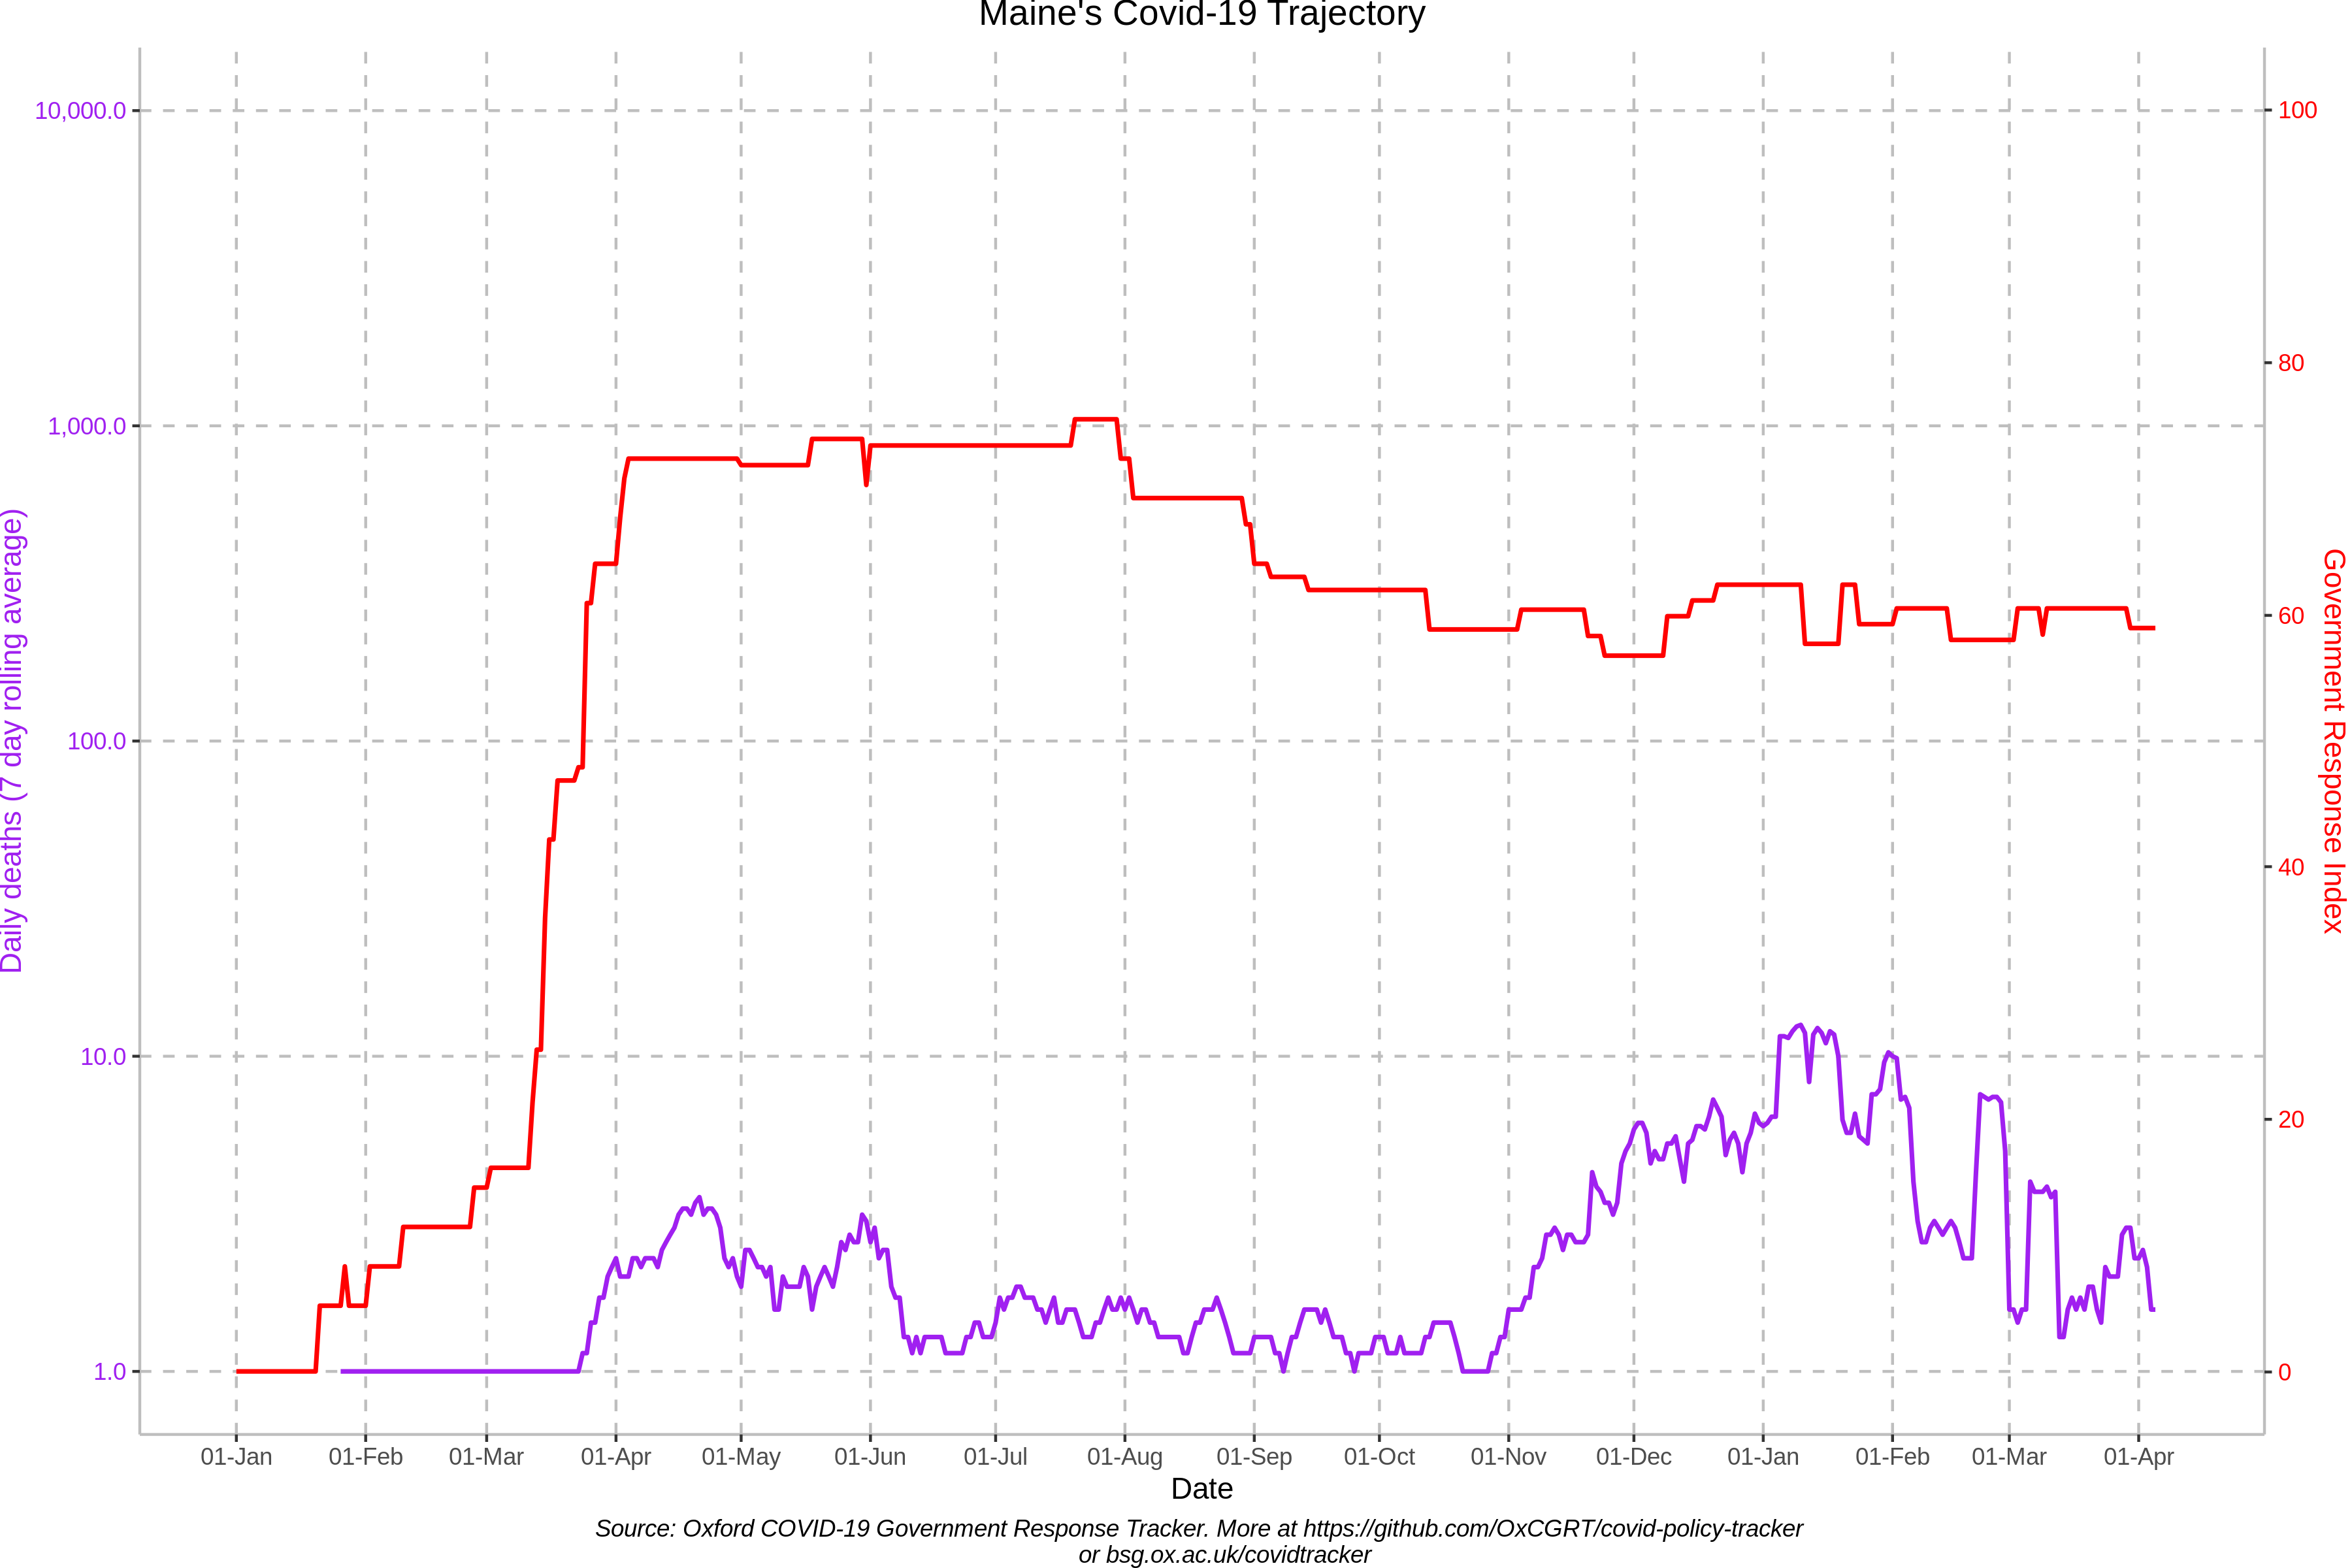 Maine's Covid-19 Trajectory
10,000.0
1,000.0
100.0
10.0
1.0
Daily deaths (7 day rolling average)
100
80
60
40
20
0
Government Response Index
01-Jan 01-Feb 01-Mar 01-Apr 01-May 01-Jun 01-Jul 01-Aug 01-Sep 01-Oct 01-Nov 01-Dec 01-Jan 01-Feb 01-Mar 01-Apr
Date
Source: Oxford COVID-19 Government Response Tracker. More at https://github.com/OxCGRT/covid-policy-tracker
or bsg.ox.ac.uk/covidtracker